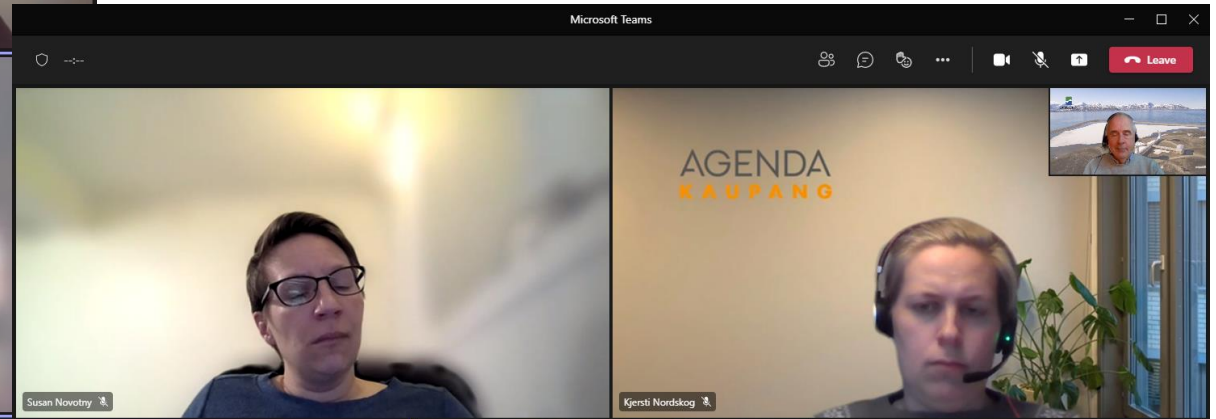 Microsoft Teams
--:--
Leave
AGENDA
KAUPANG
Susan Novotny
Kjersti Nordskog